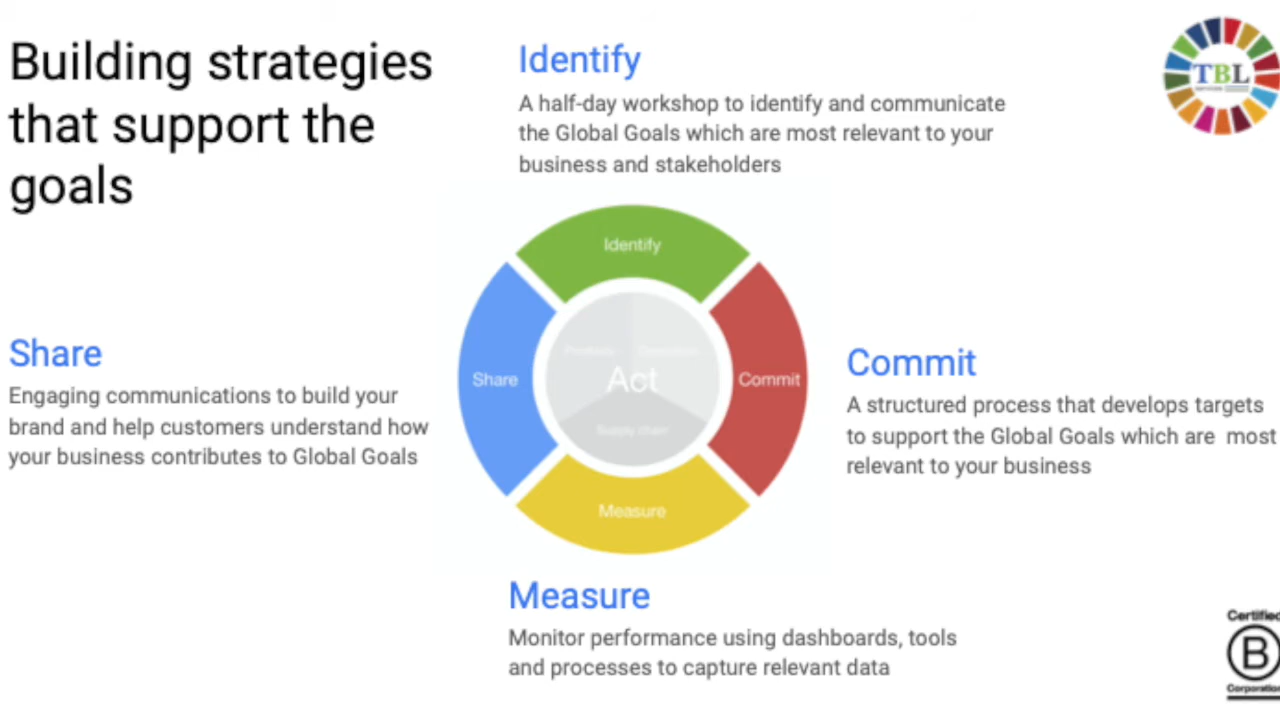 Building strategies
that support the
goals
Identify
A half-day workshop to identify and communicate
the Global Goals which are most relevant to your
business and stakeholders
TBL
Identify
Share
Act
Commit
Supply chain
Measure
Share
Engaging communications to build your
brand and help customers understand how
your business contributes to Global Goals
Commit
A structured process that develops targets
to support the Global Goals which are  most
relevant to your business
Measure
Monitor performance using dashboards, tools
and processes to capture relevant data
Certified
B
Corporation